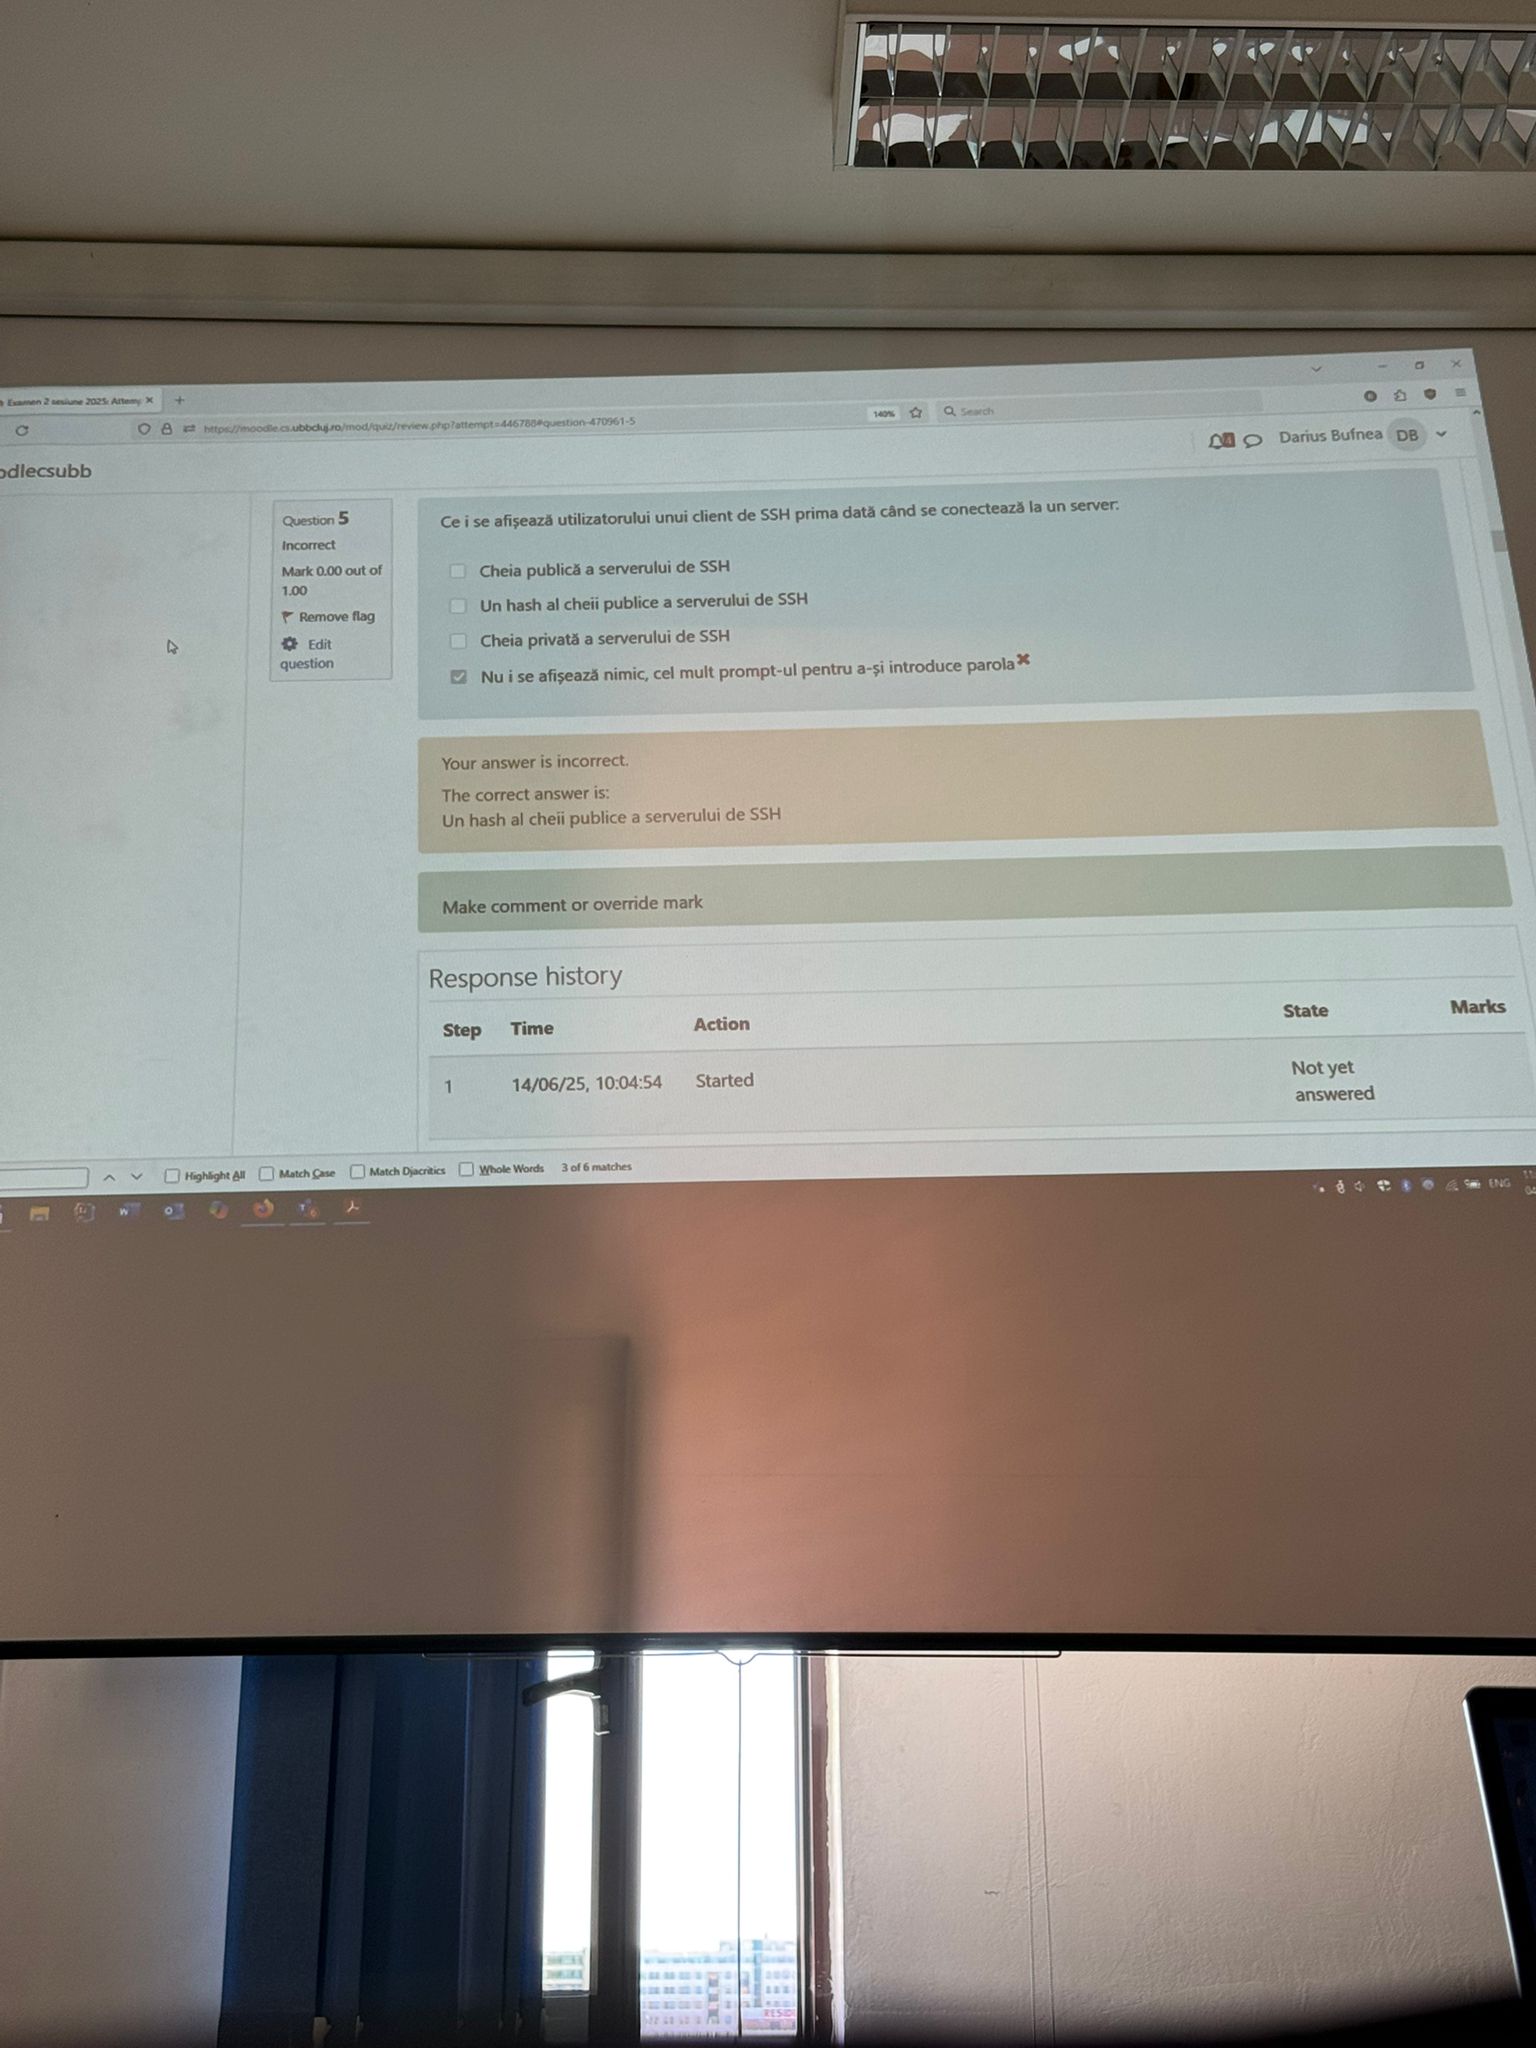 Examen 2 sesiune 2025: Attemp
https://moodle.cs.ubbcluj.ro/mod/quiz/review.php?attempt=446788#question-470961-5
140%
Search
odlecsubb
4
Darius Bufnea DB
Question 5
Incorrect
Mark 0.00 out of
1.00
Remove flag
Edit
question
Ce i se afișează utilizatorului unui client de SSH prima dată când se conectează la un server:
Cheia publică a serverului de SSH
Un hash al cheii publice a serverului de SSH
Cheia privată a serverului de SSH
Nu i se afișează nimic, cel mult prompt-ul pentru a-și introduce parola
Your answer is incorrect.
The correct answer is:
Un hash al cheii publice a serverului de SSH
Make comment or override mark
Response history
Step Time Action State Marks
1 14/06/25, 10:04:54 Started Not yet
answered
Highlight All Match Case Match Diacritics Whole Words 3 of 6 matches
ENG